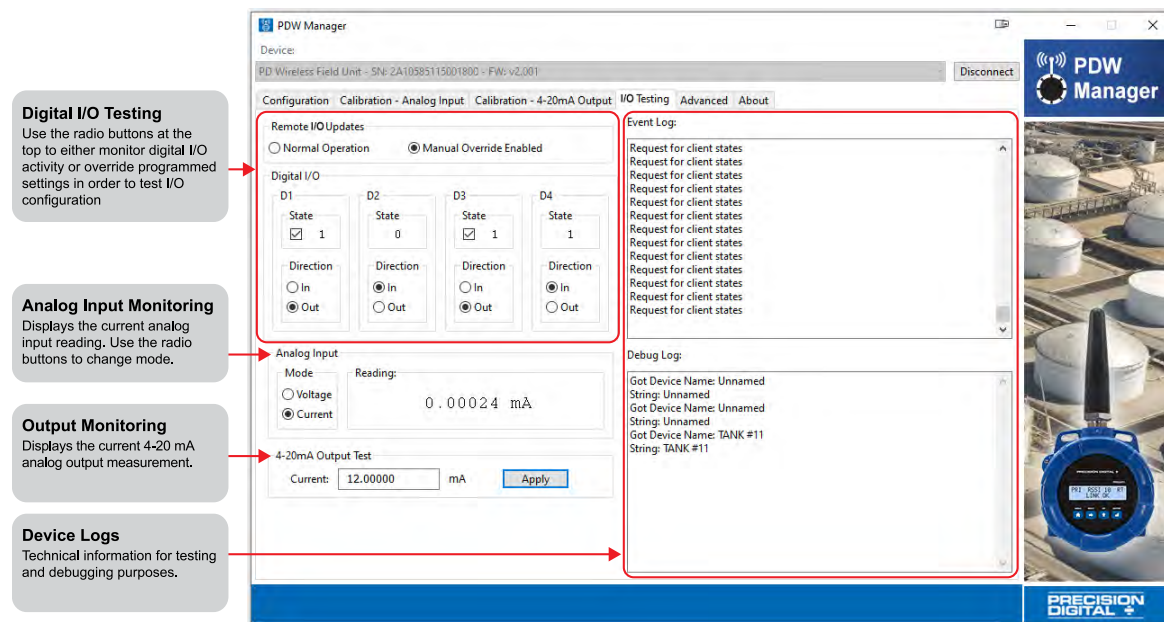 Digital I/O Testing
Use the radio buttons at the
top to either monitor digital I/O
activity or override programmed
settings in order to test I/O
configuration
Analog Input Monitoring
Displays the current analog
input reading. Use the radio
buttons to change mode.
Output Monitoring
Displays the current 4-20 mA
analog output measurement.
Device Logs
Technical information for testing
and debugging purposes.
PDW Manager
Device:
PD Wireless Field Unit - SN: 2A10585115001800 - FW: v2.001
Disconnect
Configuration Calibration - Analog Input Calibration - 4-20mA Output I/O Testing Advanced About
Remote I/O Updates
Normal Operation Manual Override Enabled
Digital I/O
D1 D2 D3 D4
State State State State
1 0 1 1
Direction Direction Direction Direction
In In In In
Out Out Out Out
Analog Input
Mode Reading:
Voltage
Current
0.00024 mA
4-20mA Output Test
Current: 12.00000 mA Apply
Event Log:
Request for client states
Request for client states
Request for client states
Request for client states
Request for client states
Request for client states
Request for client states
Request for client states
Request for client states
Request for client states
Request for client states
Request for client states
Request for client states
Debug Log:
Got Device Name: Unnamed
String: Unnamed
Got Device Name: Unnamed
String: Unnamed
Got Device Name: TANK #11
String: TANK #11
PDW
Manager
PRECISION DIGITAL
PRI RSSI 10 RT
LINK OK
PRECISION
DIGITAL